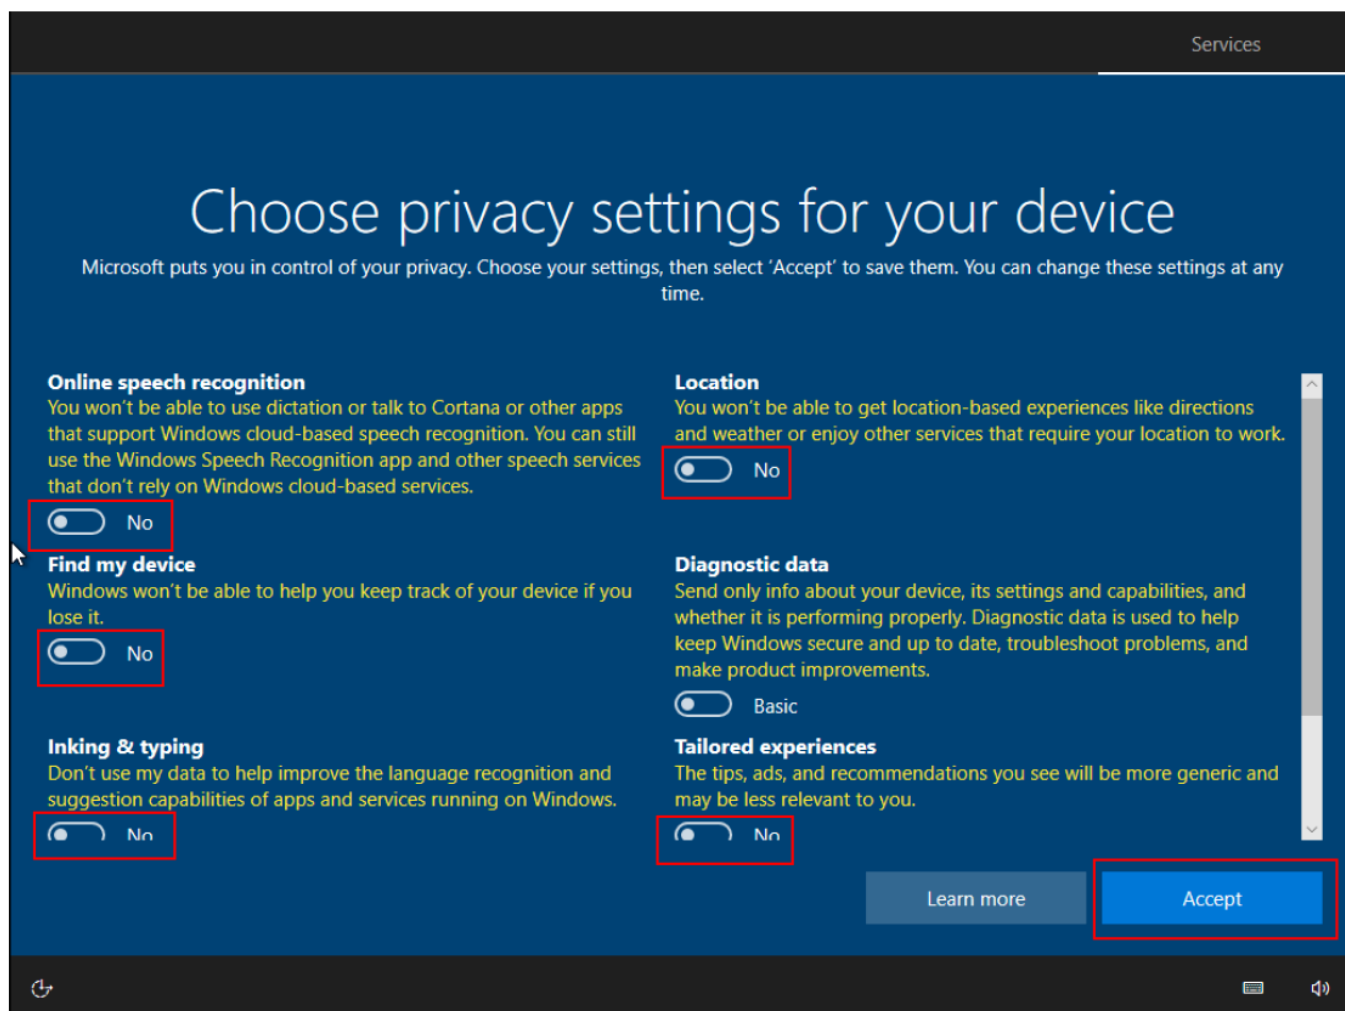 Services
Choose privacy settings for your device
Microsoft puts you in control of your privacy. Choose your settings, then select ‘Accept’ to save them. You can change these settings at any
time.
Online speech recognition
You won’t be able to use dictation or talk to Cortana or other apps
that support Windows cloud-based speech recognition. You can still
use the Windows Speech Recognition app and other speech services
that don’t rely on Windows cloud-based services.
No
Location
You won’t be able to get location-based experiences like directions
and weather or enjoy other services that require your location to work.
No
Find my device
Windows won’t be able to help you keep track of your device if you
lose it.
No
Diagnostic data
Send only info about your device, its settings and capabilities, and
whether it is performing properly. Diagnostic data is used to help
keep Windows secure and up to date, troubleshoot problems, and
make product improvements.
Basic
Inking & typing
Don’t use my data to help improve the language recognition and
suggestion capabilities of apps and services running on Windows.
No
Tailored experiences
The tips, ads, and recommendations you see will be more generic and
may be less relevant to you.
No
Learn more
Accept